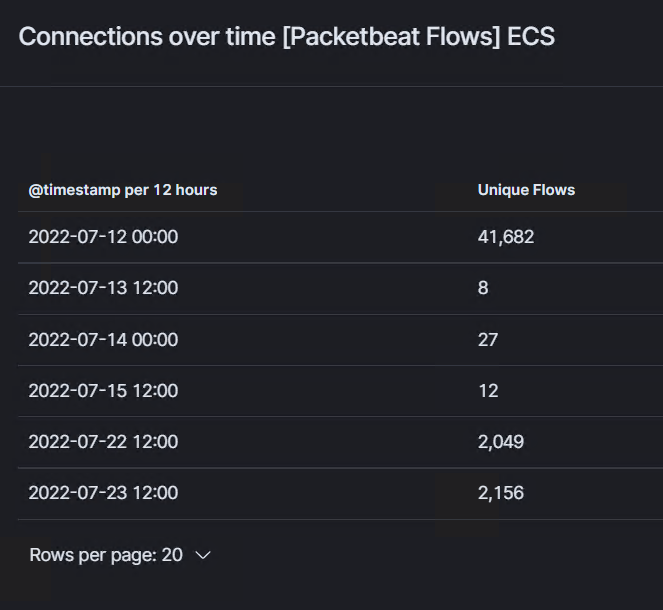 Connections over time [Packetbeat Flows] ECS
@timestamp per 12 hours Unique Flows
2022-07-12 00:00 41,682
2022-07-13 12:00 8
2022-07-14 00:00 27
2022-07-15 12:00 12
2022-07-22 12:00 2,049
2022-07-23 12:00 2,156
Rows per page: 20